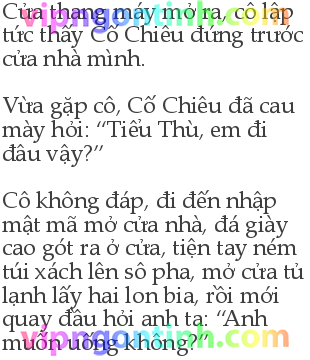 Cửa thang máy mở ra, cô lập
tức thấy Cố Chiêu đứng trước
cửa nhà mình.
Vừa gặp cô, Cố Chiêu đã cau
mày hỏi: “Tiểu Thù, em đi
đâu vậy?”
Cô không đáp, đi đến nhập
mật mã mở cửa nhà, đá giày
cao gót ra ở cửa, tiện tay ném
túi xách lên sô pha, mở cửa tủ
lạnh lấy hai lon bia, rồi mới
quay đầu hỏi anh ta: “Anh
muốn uống không?”
vipngontinh.com
vipngontinh.com